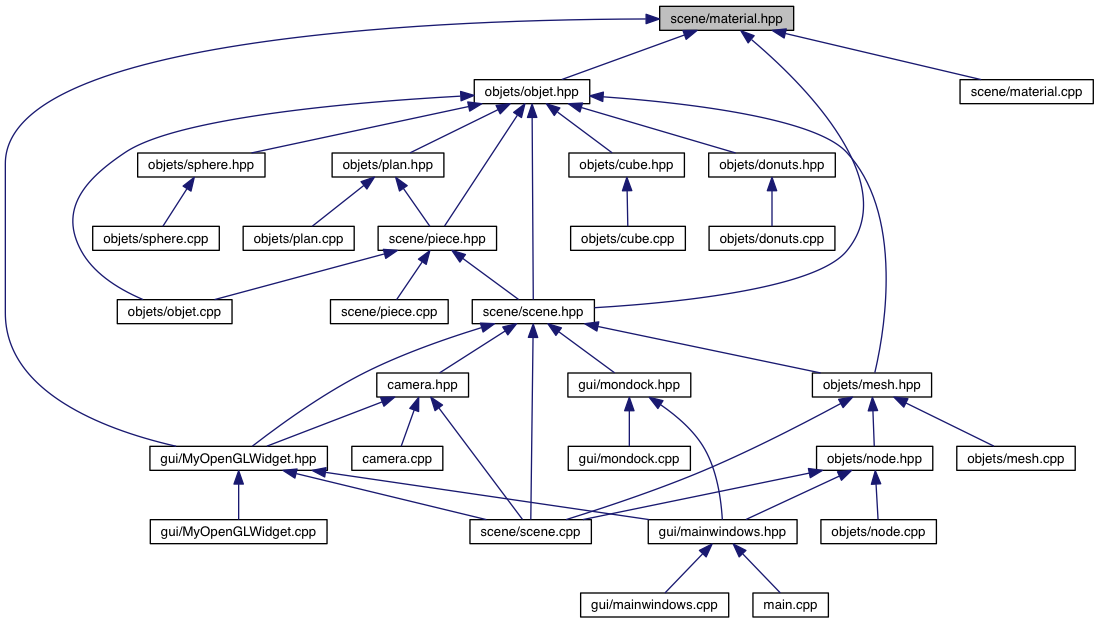 scene/material.hpp
objets/objet.hpp
scene/material.cpp
objets/sphere.hpp
objets/plan.hpp
objets/cube.hpp
objets/donuts.hpp
objets/sphere.cpp
objets/plan.cpp
scene/piece.hpp
objets/cube.cpp
objets/donuts.cpp
objets/objet.cpp
scene/piece.cpp
scene/scene.hpp
camera.hpp
gui/mondock.hpp
objets/mesh.hpp
gui/MyOpenGLWidget.hpp
camera.cpp
gui/mondock.cpp
objets/node.hpp
objets/mesh.cpp
gui/MyOpenGLWidget.cpp
scene/scene.cpp
gui/mainwindows.hpp
objets/node.cpp
gui/mainwindows.cpp
main.cpp